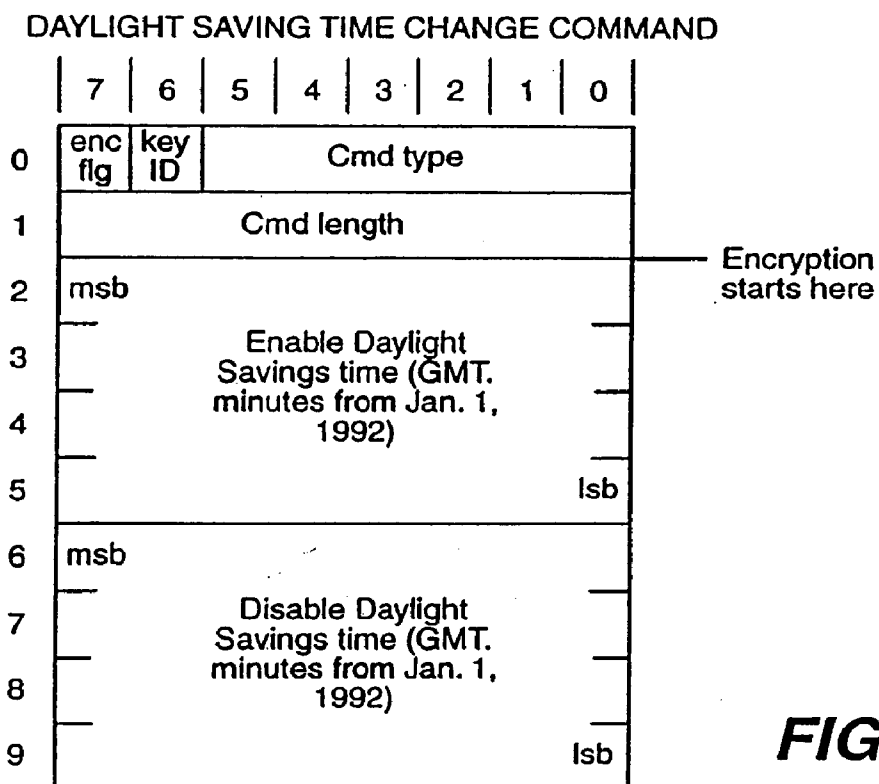 DAYLIGHT SAVING TIME CHANGE COMMAND
7 6 5 4 3 2 1 0
0 enc flg key ID Cmd type
1 Cmd length
Encryption starts here
2 msb
3 Enable Daylight
Savings time (GMT.
4 minutes from Jan. 1,
1992)
5 lsb
6 msb
7 Disable Daylight
Savings time (GMT.
8 minutes from Jan. 1,
1992)
9 lsb
FIG